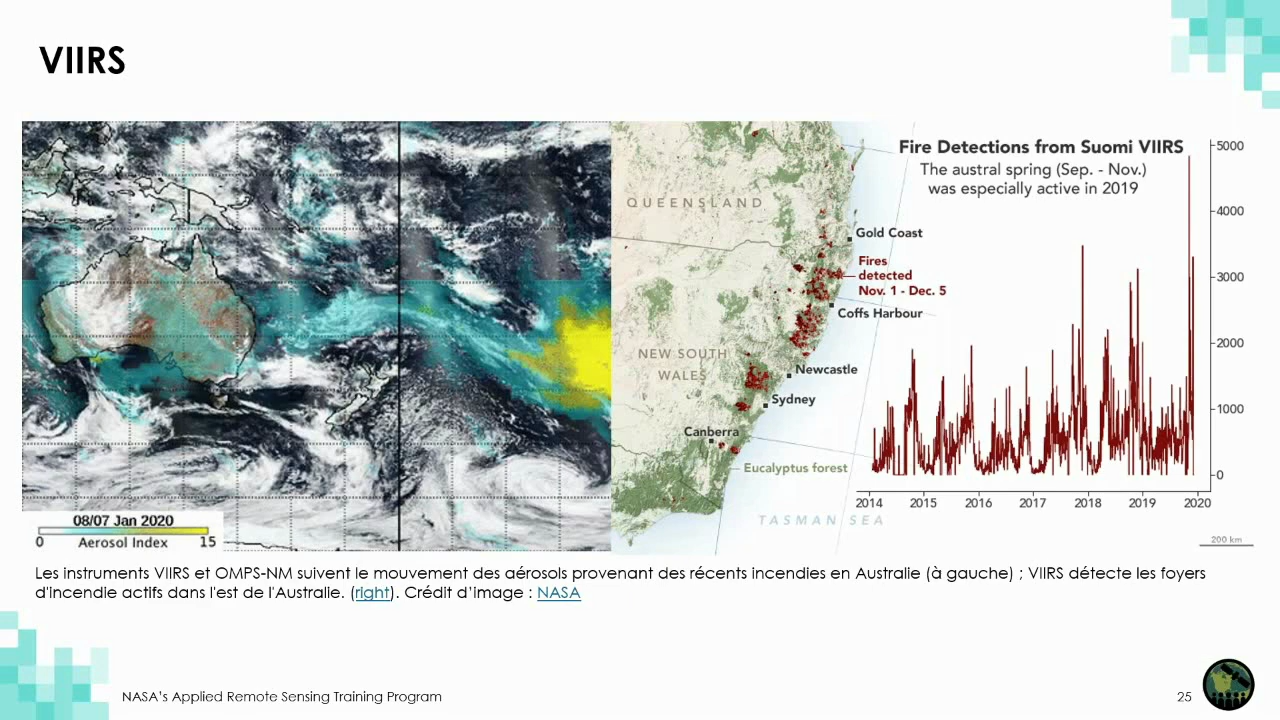 VIIRS
08/07 Jan 2020
0 15
Aerosol Index
QUEENSLAND
NEW SOUTH
WALES
Gold Coast
Fires
detected
Nov. 1 - Dec. 5
Coffs Harbour
Newcastle
Sydney
Canberra
Eucalyptus forest
TASMAN SEA
Fire Detections from Suomi VIIRS
The austral spring (Sep. - Nov.)
was especially active in 2019
5000
4000
3000
2000
1000
0
2014 2015 2016 2017 2018 2019 2020
200 km
Les instruments VIIRS et OMPS-NM suivent le mouvement des aérosols provenant des récents incendies en Australie (à gauche) ; VIIRS détecte les foyers
d'incendie actifs dans l'est de l'Australie. (right). Crédit d’image : NASA
NASA’s Applied Remote Sensing Training Program
25